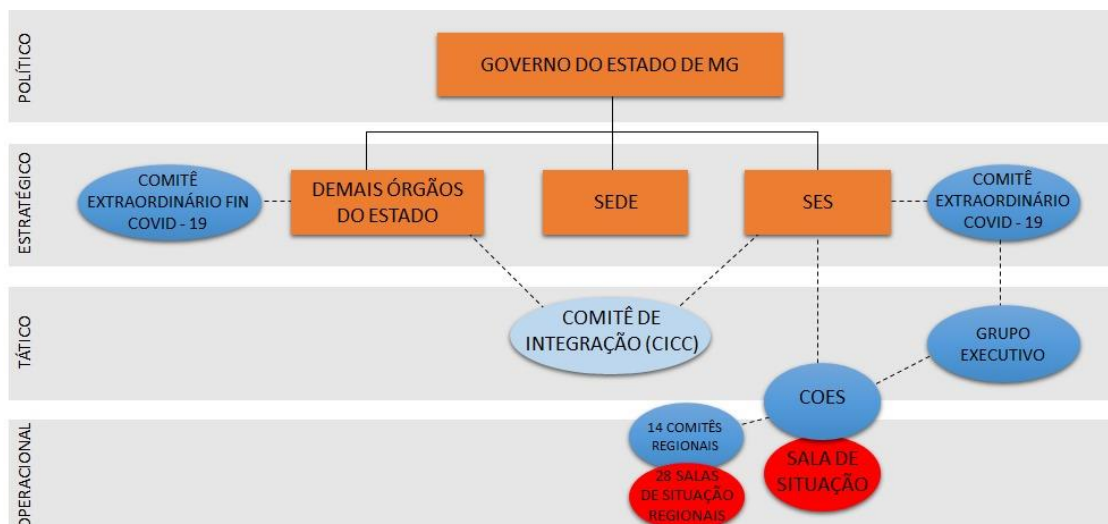 POLÍTICO
GOVERNO DO ESTADO DE MG
ESTRATÉGICO
COMITÊ
EXTRAORDINÁRIO FIN
COVID - 19
DEMAIS ÓRGÃOS
DO ESTADO
SEDE
SES
COMITÊ
EXTRAORDINÁRIO
COVID - 19
TÁTICO
COMITÊ DE
INTEGRAÇÃO (CICC)
GRUPO
EXECUTIVO
COES
OPERACIONAL
14 COMITÊS
REGIONAIS
28 SALAS
DE SITUAÇÃO
REGIONAIS
SALA DE
SITUAÇÃO